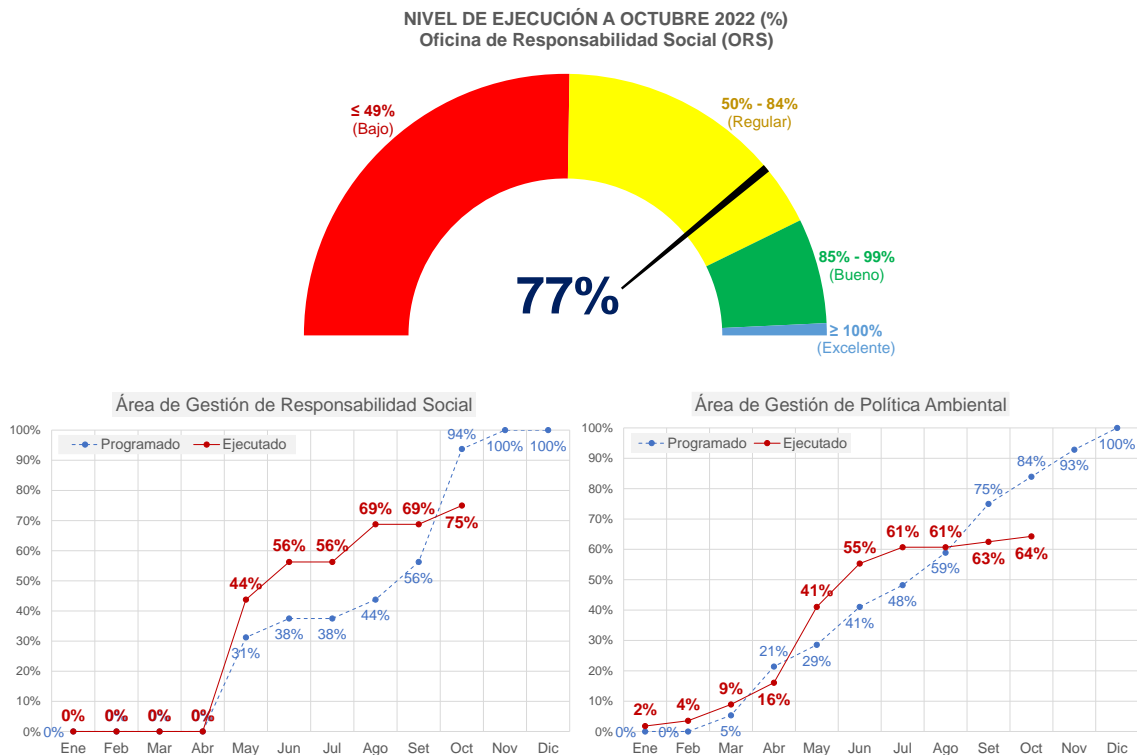 NIVEL DE EJECUCIÓN A OCTUBRE 2022 (%)
Oficina de Responsabilidad Social (ORS)
≤ 49%
(Bajo)
50% - 84%
(Regular)
85% - 99%
(Bueno)
≥ 100%
(Excelente)
77%
Área de Gestión de Responsabilidad Social
Programado Ejecutado
100%
90%
80%
70%
60%
50%
40%
30%
20%
10%
0%
0% 0% 0% 0% 0%
31% 38% 38% 44% 56% 94% 100% 100%
44% 56% 56% 69% 69% 75%
Ene Feb Mar Abr May Jun Jul Ago Set Oct Nov Dic
Área de Gestión de Política Ambiental
Programado Ejecutado
100%
90%
80%
70%
60%
50%
40%
30%
20%
10%
0%
0% 0% 5% 21% 29% 41% 48% 59% 75% 84% 93% 100%
2% 4% 9% 16% 41% 55% 61% 61% 63% 64%
Ene Feb Mar Abr May Jun Jul Ago Set Oct Nov Dic